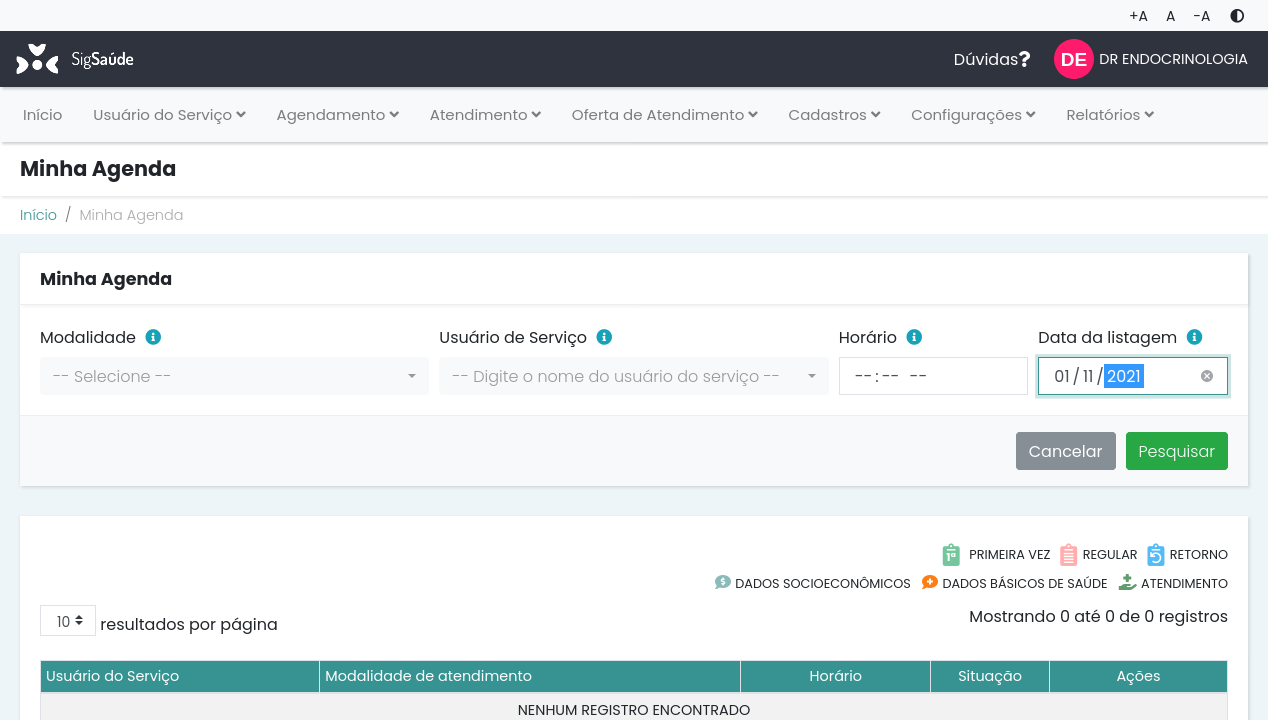 +A A -A
SigSaúde Dúvidas? DE DR ENDOCRINOLOGIA
Início Usuário do Serviço Agendamento Atendimento Oferta de Atendimento Cadastros Configurações Relatórios
Minha Agenda
Início / Minha Agenda
Minha Agenda
Modalidade Usuário de Serviço Horário Data da listagem
-- Selecione -- -- Digite o nome do usuário do serviço -- --:-- -- 01/11/2021
Cancelar Pesquisar
1ª PRIMEIRA VEZ REGULAR RETORNO
DADOS SOCIOECONÔMICOS DADOS BÁSICOS DE SAÚDE ATENDIMENTO
Mostrando 0 até 0 de 0 registros
10 resultados por página
Usuário do Serviço Modalidade de atendimento Horário Situação Ações
NENHUM REGISTRO ENCONTRADO